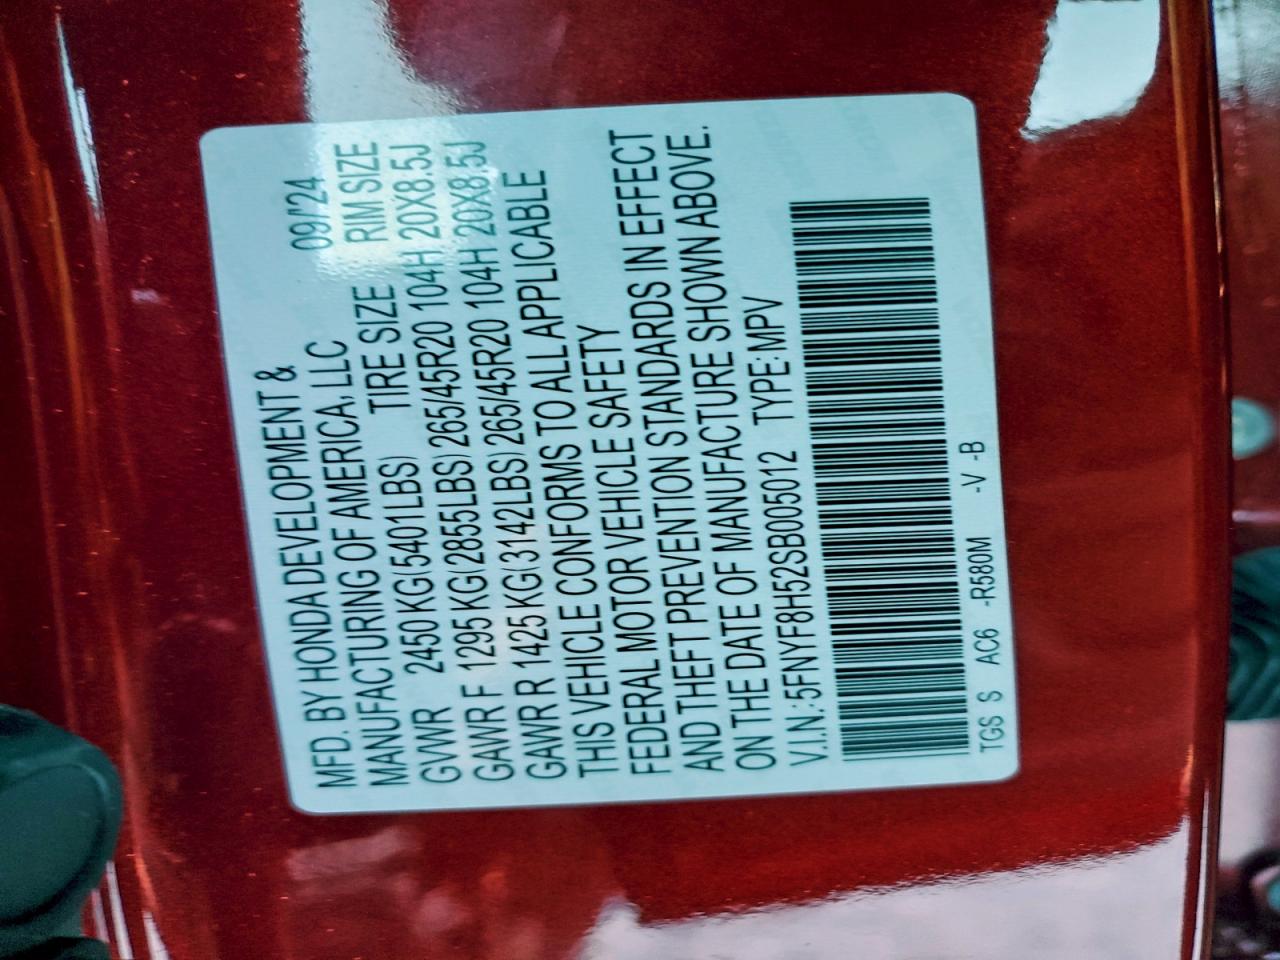 MFD. BY HONDA DEVELOPMENT &
MANUFACTURING OF AMERICA, LLC 09/'24
GVWR 2450 KG(5401LBS) TIRE SIZE RIM SIZE
GAWR F 1295 KG(2855LBS) 265/45R20 104H 20X8.5J
GAWR R 1425 KG(3142LBS) 265/45R20 104H 20X8.5J
THIS VEHICLE CONFORMS TO ALL APPLICABLE
FEDERAL MOTOR VEHICLE SAFETY
AND THEFT PREVENTION STANDARDS IN EFFECT
ON THE DATE OF MANUFACTURE SHOWN ABOVE.
V.I.N.:5FNYF8H52SB005012 TYPE:MPV
TGS S AC6 -R580M -V -B